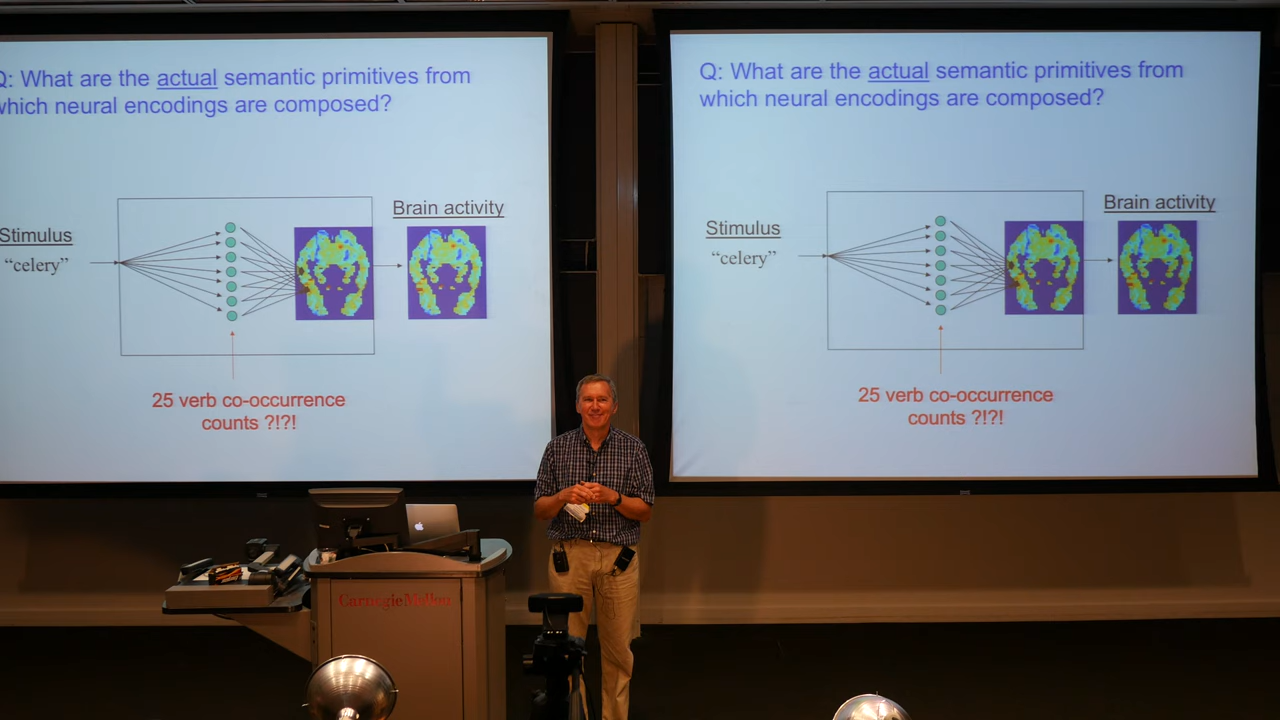 Q: What are the actual semantic primitives from
which neural encodings are composed?
Brain activity
Stimulus
“celery”
25 verb co-occurrence
counts ?!?!
Q: What are the actual semantic primitives from
which neural encodings are composed?
Brain activity
Stimulus
“celery”
25 verb co-occurrence
counts ?!?!
Carnegie Mellon